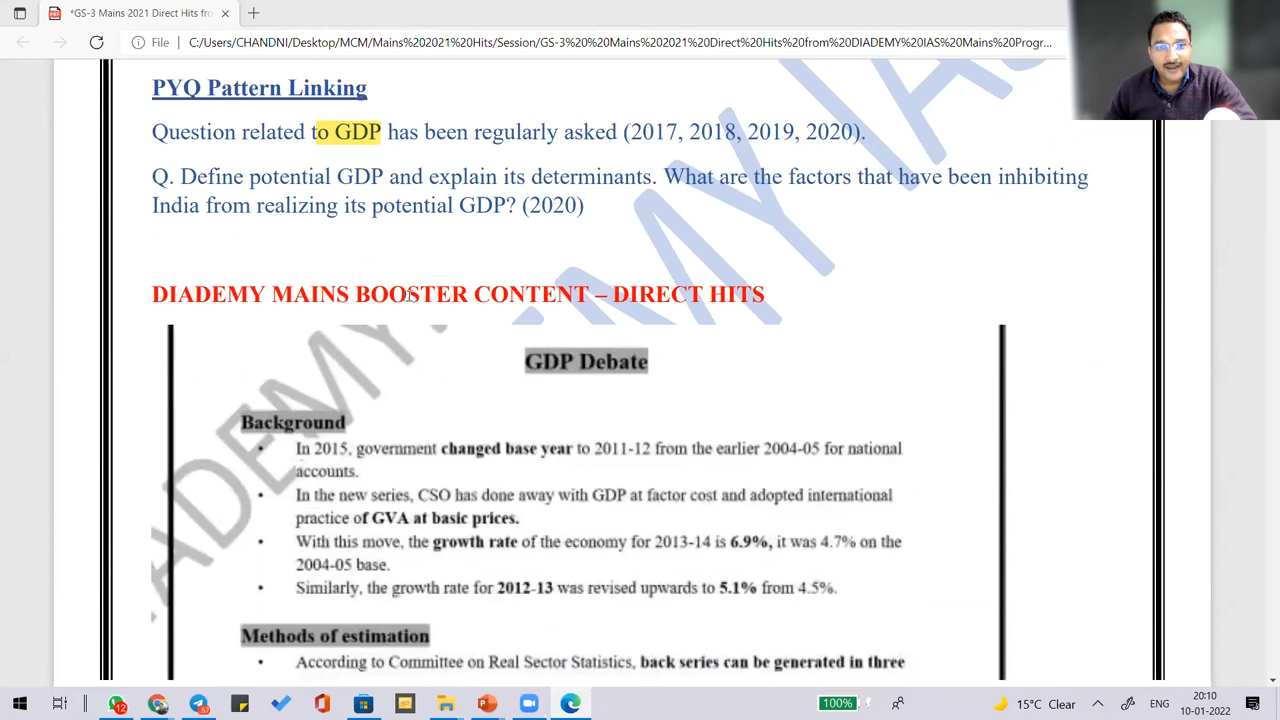 *GS-3 Mains 2021 Direct Hits fro
File
C:/Users/CHANDNI/Desktop/MCM/Mains%202021%20Hits/Session/GS-3%20%20Mains%202021%20Direct%20Hits%20from%20DIADEMY%20IAS%20Mains%20Progr...
PYQ Pattern Linking
Question related to GDP has been regularly asked (2017, 2018, 2019, 2020).
Q. Define potential GDP and explain its determinants. What are the factors that have been inhibiting
India from realizing its potential GDP? (2020)
DIADEMY MAINS BOOSTER CONTENT – DIRECT HITS
GDP Debate
Background
• In 2015, government changed base year to 2011-12 from the earlier 2004-05 for national
accounts.
• In the new series, CSO has done away with GDP at factor cost and adopted international
practice of GVA at basic prices.
• With this move, the growth rate of the economy for 2013-14 is 6.9%, it was 4.7% on the
2004-05 base.
• Similarly, the growth rate for 2012-13 was revised upwards to 5.1% from 4.5%.
Methods of estimation
• According to Committee on Real Sector Statistics, back series can be generated in three
12
57
100%
15°C Clear
ENG
20:10
10-01-2022